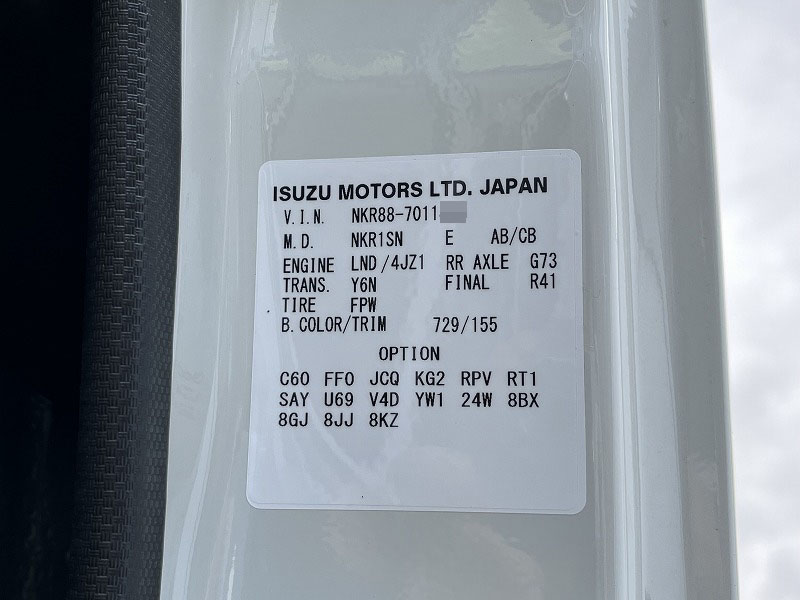 ISUZU MOTORS LTD. JAPAN
V.I.N. NKR88-7011
M.D. NKR1SN E AB/CB
ENGINE LND/4JZ1 RR AXLE G73
TRANS. Y6N FINAL R41
TIRE FPW
B.COLOR/TRIM 729/155
OPTION
C60 FF0 JCQ KG2 RPV RT1
SAY U69 V4D YW1 24W 8BX
8GJ 8JJ 8KZ